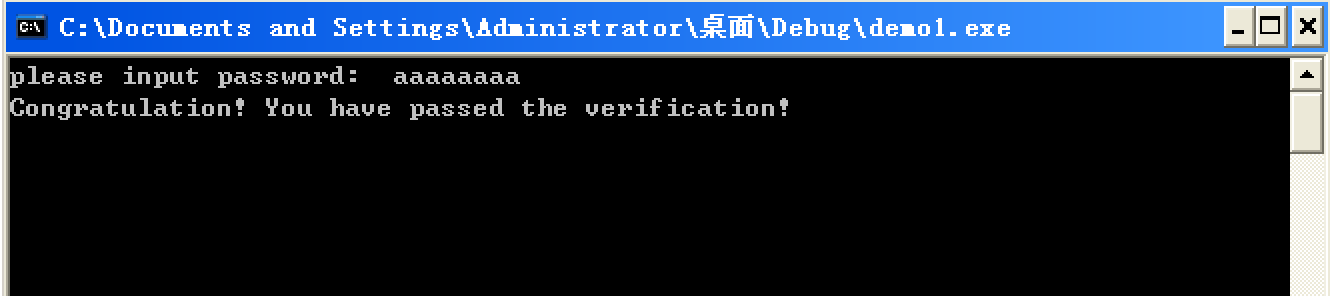 C:\Documents and Settings\Administrator\桌面\Debug\demo1.exe
please input password:  aaaaaaaa
Congratulation! You have passed the verification!